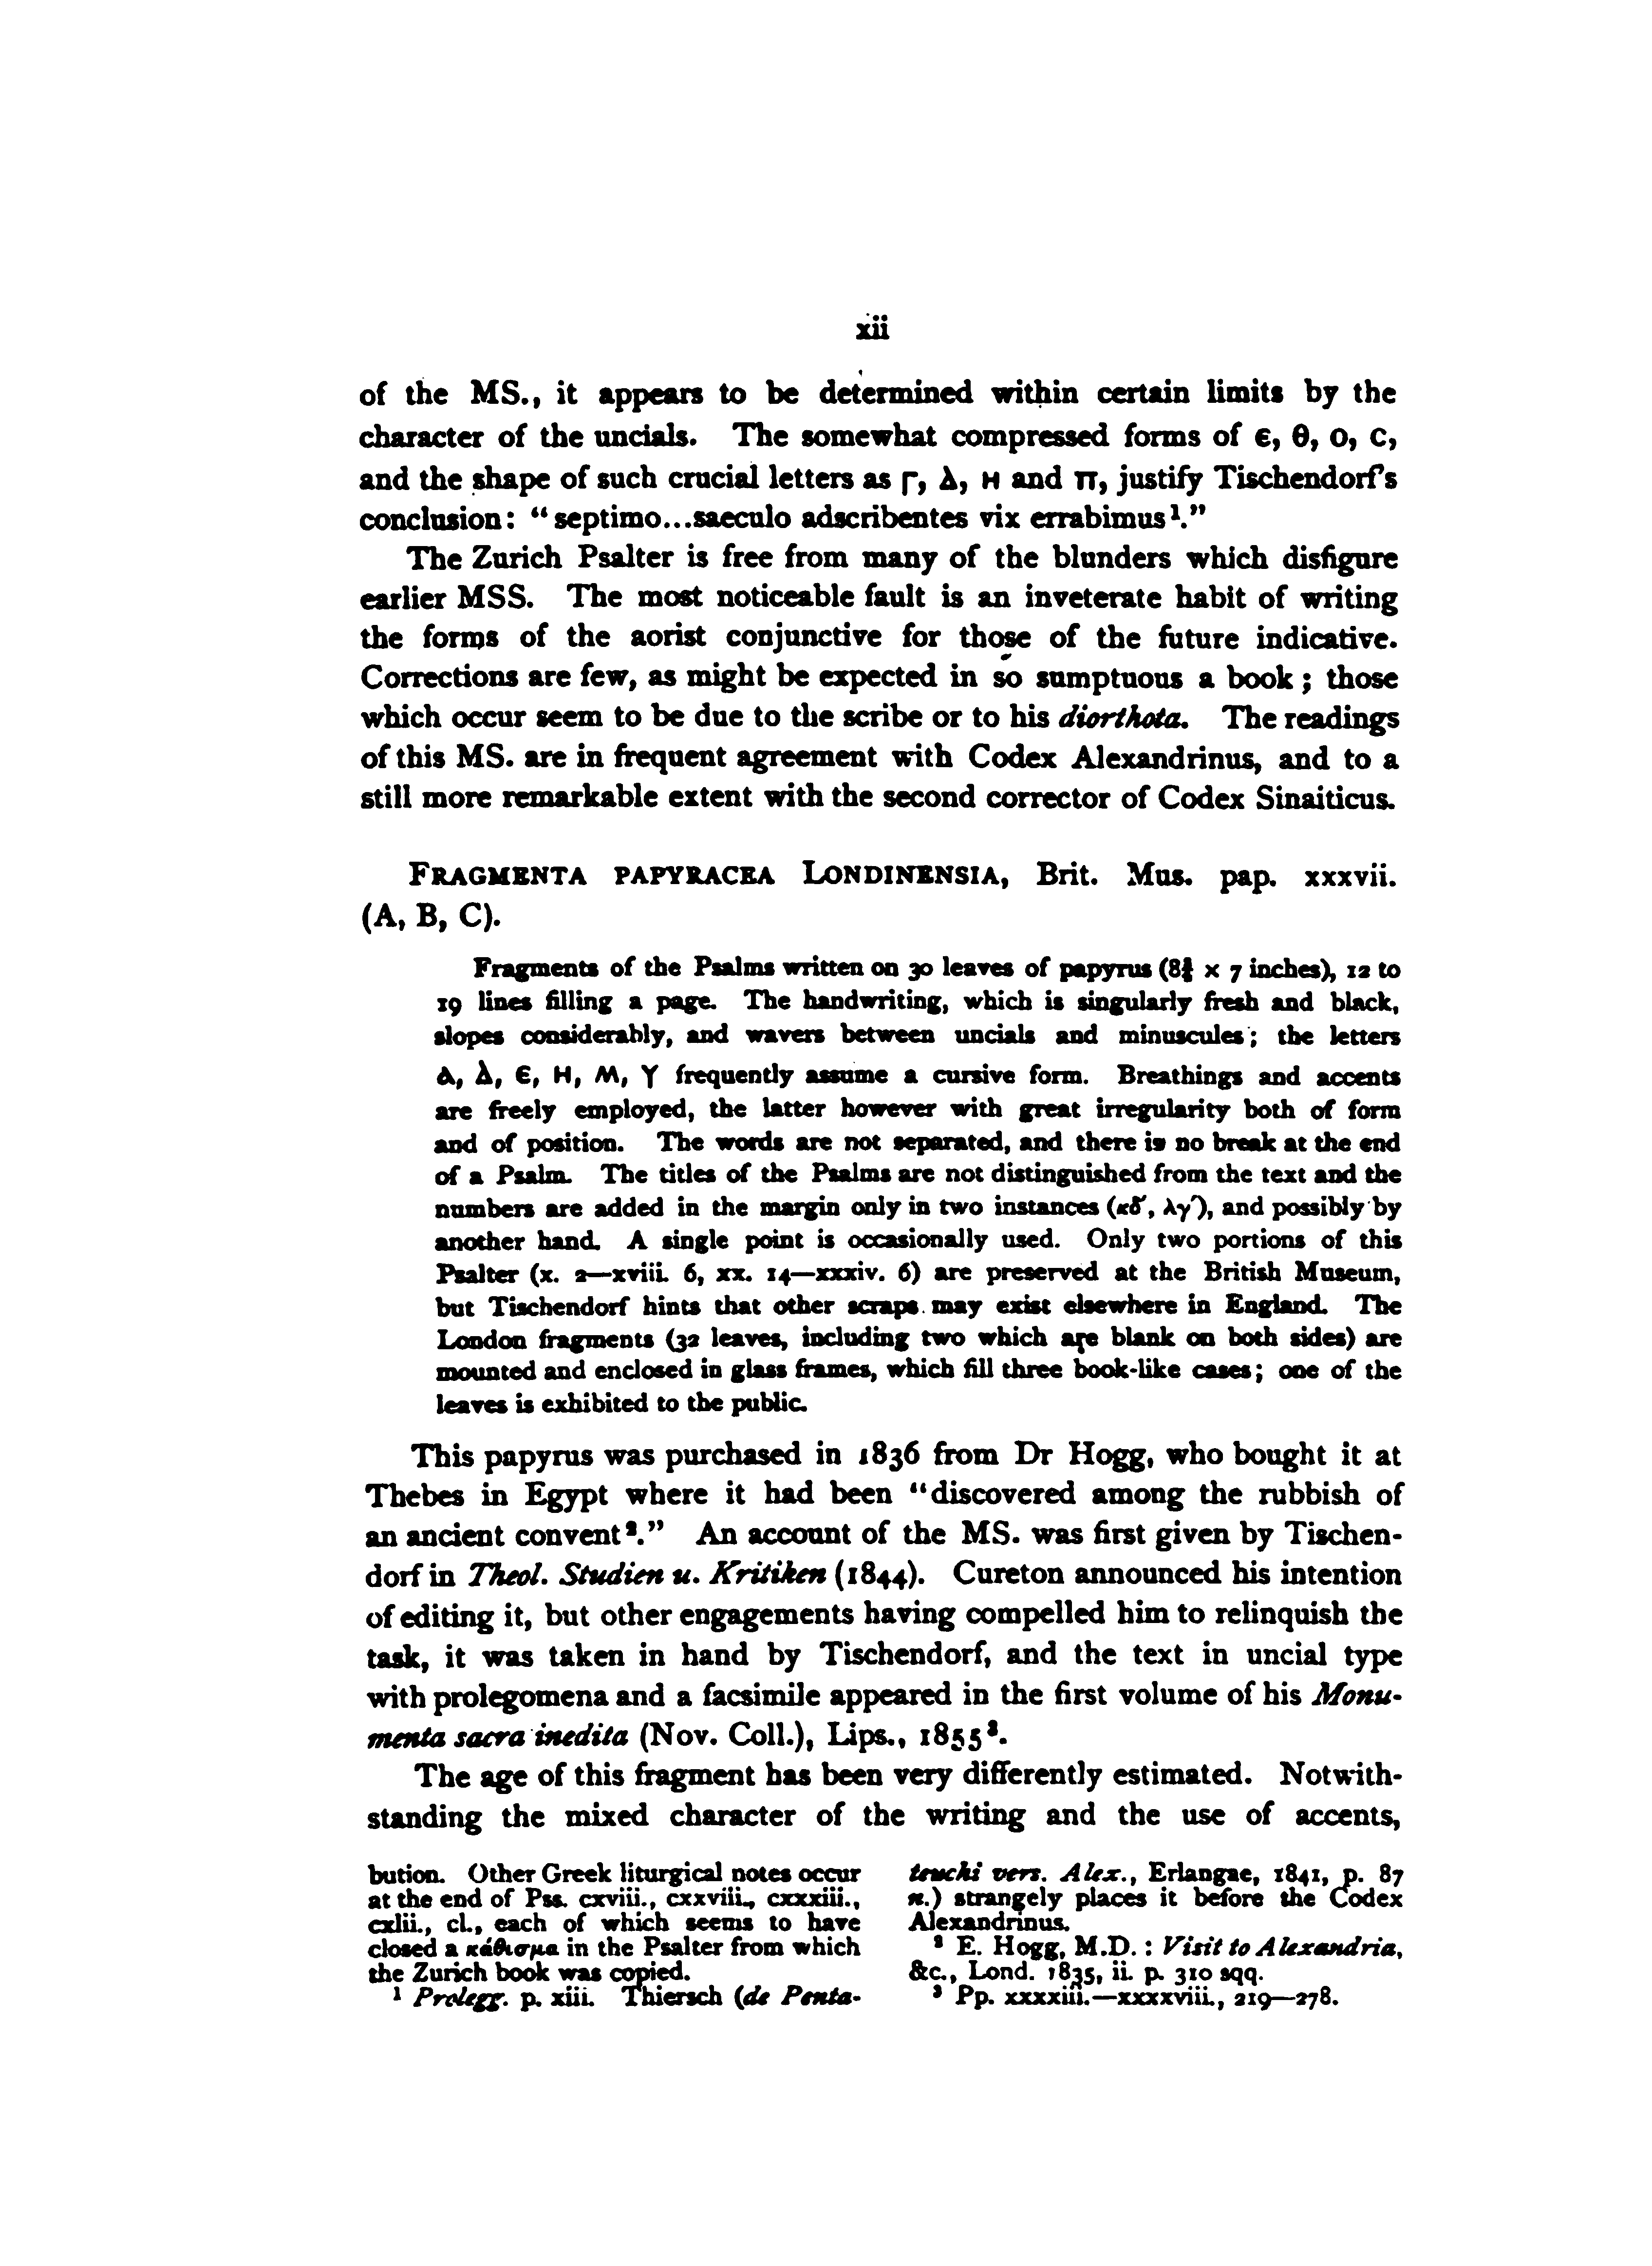 xii
of the MS., it appears to be determined within certain limits by the
character of the uncials. The somewhat compressed forms of ϵ, θ, ο, ϲ,
and the shape of such crucial letters as Γ, Δ, Η and Π, justify Tischendorf's
conclusion: "septimo...saeculo adscribentes vix errabimus¹."
The Zurich Psalter is free from many of the blunders which disfigure
earlier MSS. The most noticeable fault is an inveterate habit of writing
the forms of the aorist conjunctive for those of the future indicative.
Corrections are few, as might be expected in so sumptuous a book; those
which occur seem to be due to the scribe or to his diorthota. The readings
of this MS. are in frequent agreement with Codex Alexandrinus, and to a
still more remarkable extent with the second corrector of Codex Sinaiticus.
FRAGMENTA PAPYRACEA LONDINENSIA, Brit. Mus. pap. xxxvii.
(A, B, C).
Fragments of the Psalms written on 30 leaves of papyrus (8¾ × 7 inches), 12 to
19 lines filling a page. The handwriting, which is singularly fresh and black,
slopes considerably, and wavers between uncials and minuscules; the letters
Α, Δ, Ε, Η, Μ, Υ frequently assume a cursive form. Breathings and accents
are freely employed, the latter however with great irregularity both of form
and of position. The words are not separated, and there is no break at the end
of a Psalm. The titles of the Psalms are not distinguished from the text and the
numbers are added in the margin only in two instances (κδ′, λγ′), and possibly by
another hand. A single point is occasionally used. Only two portions of this
Psalter (x. 2—xviii. 6, xx. 14—xxxiv. 6) are preserved at the British Museum,
but Tischendorf hints that other scraps may exist elsewhere in England. The
London fragments (32 leaves, including two which are blank on both sides) are
mounted and enclosed in glass frames, which fill three book-like cases; one of the
leaves is exhibited to the public.
This papyrus was purchased in 1836 from Dr Hogg, who bought it at
Thebes in Egypt where it had been "discovered among the rubbish of
an ancient convent²." An account of the MS. was first given by Tischen-
dorf in Theol. Studien u. Kritiken (1844). Cureton announced his intention
of editing it, but other engagements having compelled him to relinquish the
task, it was taken in hand by Tischendorf, and the text in uncial type
with prolegomena and a facsimile appeared in the first volume of his Monu-
menta sacra inedita (Nov. Coll.), Lips., 1855³.
The age of this fragment has been very differently estimated. Notwith-
standing the mixed character of the writing and the use of accents,
bution. Other Greek liturgical notes occur
at the end of Pss. cxviii., cxxviii., cxxxiii.,
cxlii., cl., each of which seems to have
closed a κάθισμα in the Psalter from which
the Zurich book was copied.
¹ Prolegg. p. xiii. Thiersch (de Penta-
teuchi vers. Alex., Erlangae, 1841, p. 87
n.) strangely places it before the Codex
Alexandrinus.
² E. Hogg, M.D.: Visit to Alexandria,
&c., Lond. 1835, ii. p. 310 sqq.
³ Pp. xxxxiii.—xxxxviii., 219—278.